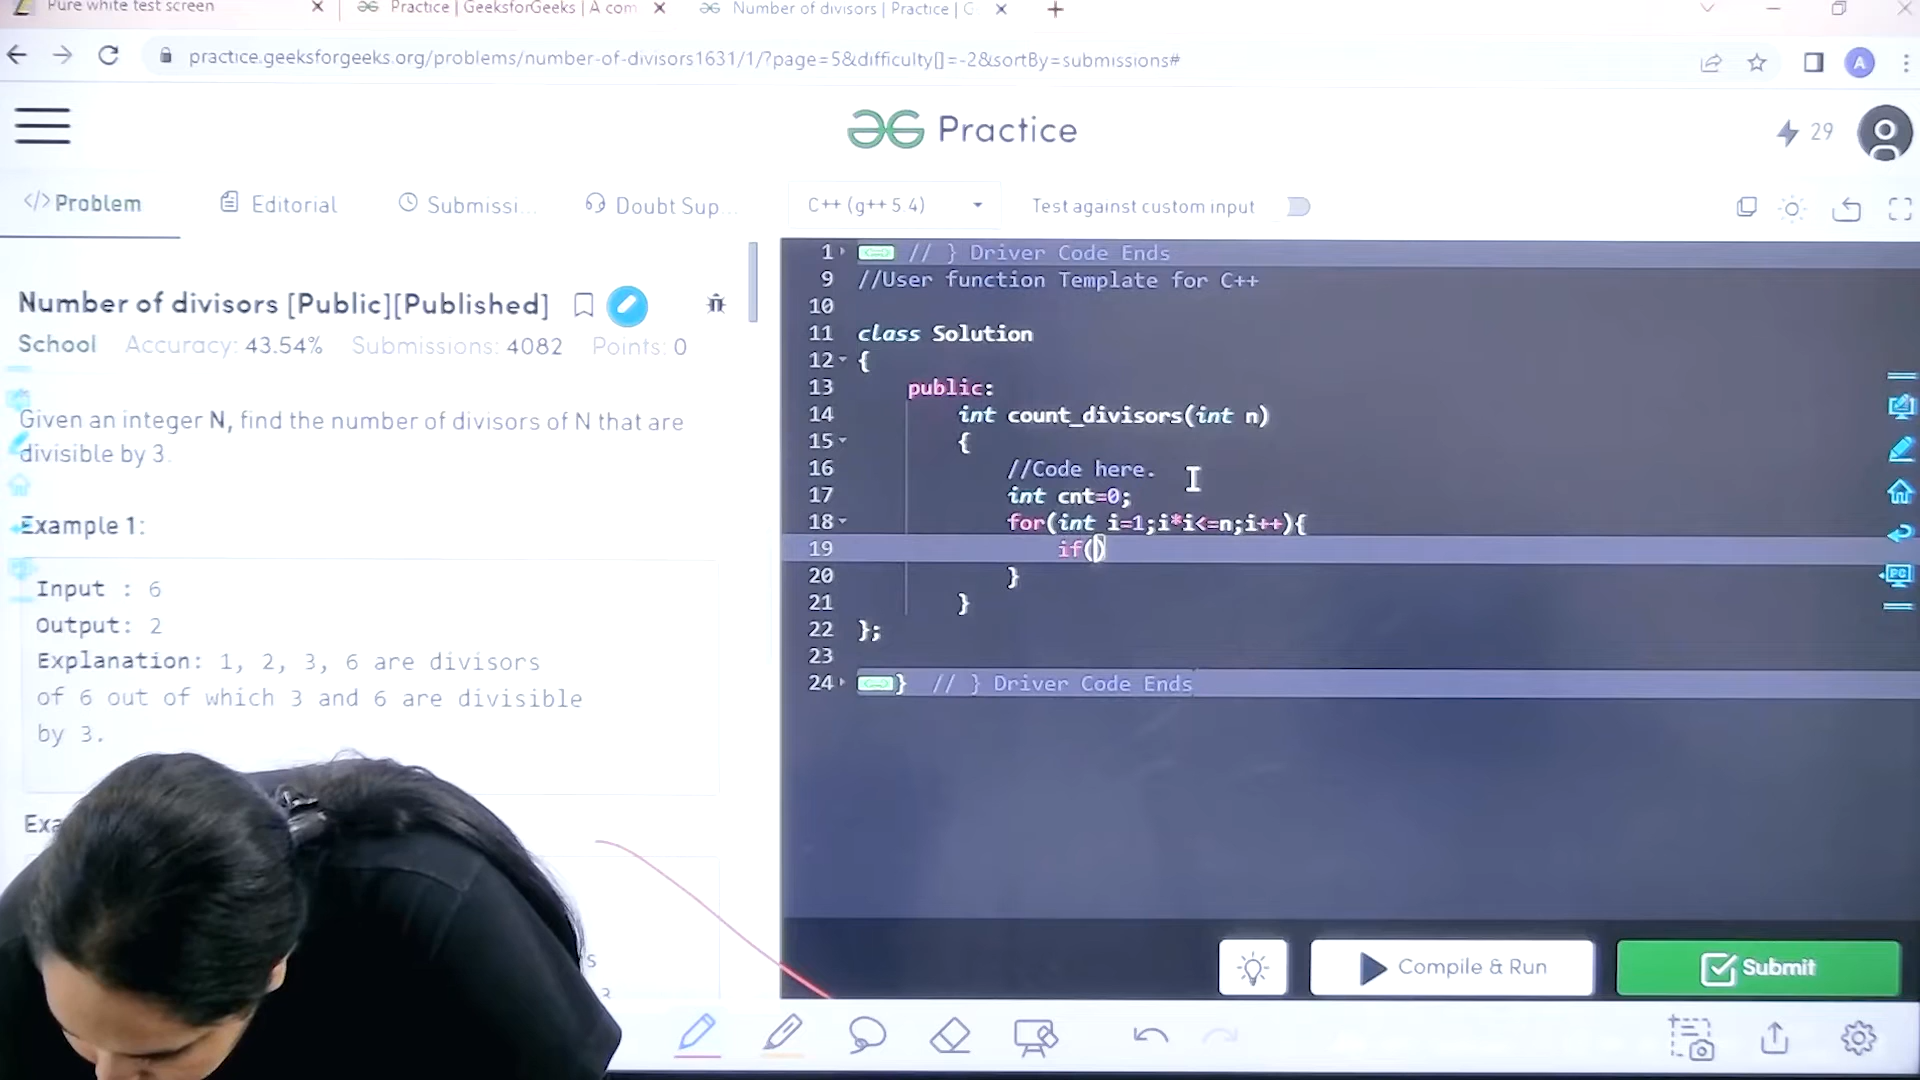 Pure white test screen
Practice | GeeksforGeeks | A com
Number of divisors | Practice | G
practice.geeksforgeeks.org/problems/number-of-divisors1631/1/?page=5&difficulty[]=-2&sortBy=submissions#
A
Practice
29
</> Problem
Editorial
Submissi...
Doubt Sup...
C++ (g++ 5.4)
Test against custom input
Number of divisors [Public][Published]
School Accuracy: 43.54% Submissions: 4082 Points: 0
Given an integer N, find the number of divisors of N that are
divisible by 3.
Example 1:
Input : 6
Output: 2
Explanation: 1, 2, 3, 6 are divisors
of 6 out of which 3 and 6 are divisible
by 3.
1 // } Driver Code Ends
9 //User function Template for C++
10
11 class Solution
12 {
13 public:
14 int count_divisors(int n)
15 {
16 //Code here.
17 int cnt=0;
18 for(int i=1;i*i<=n;i++){
19 if()
20 }
21 }
22 };
23
24 } // } Driver Code Ends
PC
Compile & Run
Submit